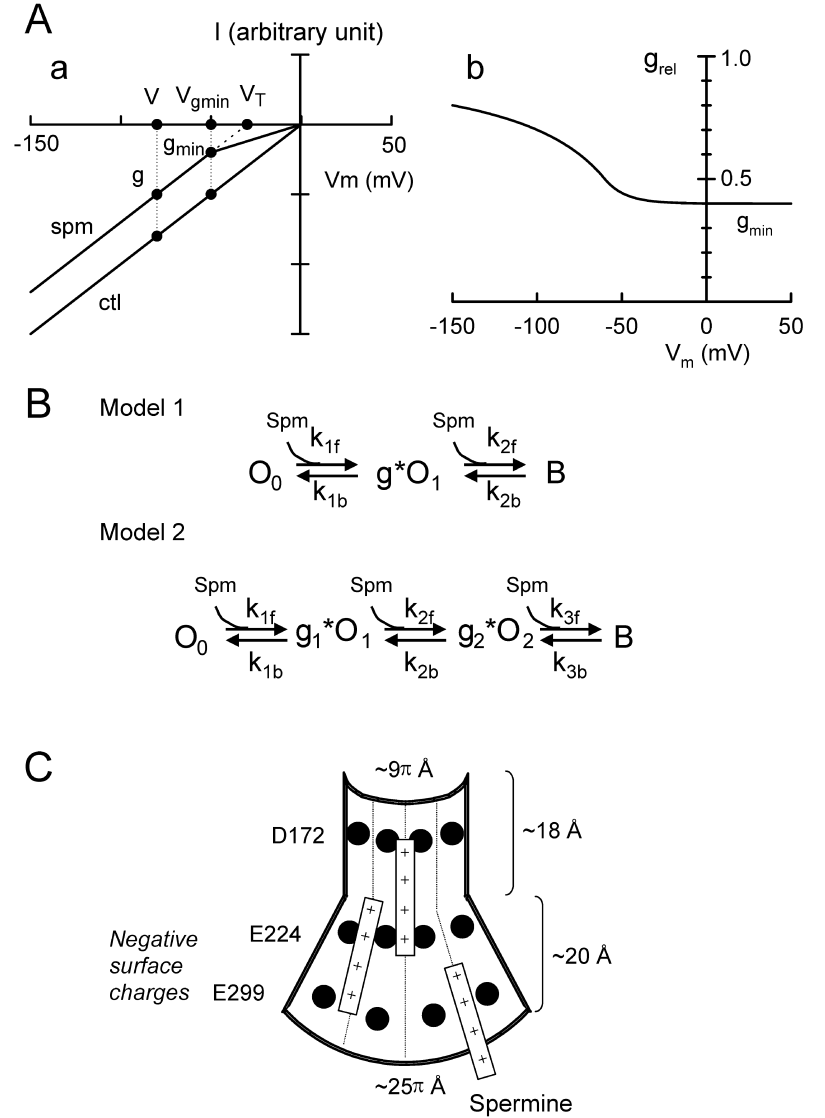 A
I (arbitrary unit)
a
V
Vgmin
VT
-150
50
gmin
Vm (mV)
g
spm
ctl
b
grel
1.0
0.5
gmin
-150
-100
-50
0
50
Vm (mV)
B
Model 1
Spm
Spm
k1f
k2f
O0
g*O1
B
k1b
k2b
Model 2
Spm
Spm
Spm
k1f
k2f
k3f
O0
g1*O1
g2*O2
B
k1b
k2b
k3b
C
~9π Å
D172
~18 Å
+
+
+
+
+
+
+
+
E224
Negative
surface
charges
E299
~20 Å
+
+
+
+
~25π Å
Spermine